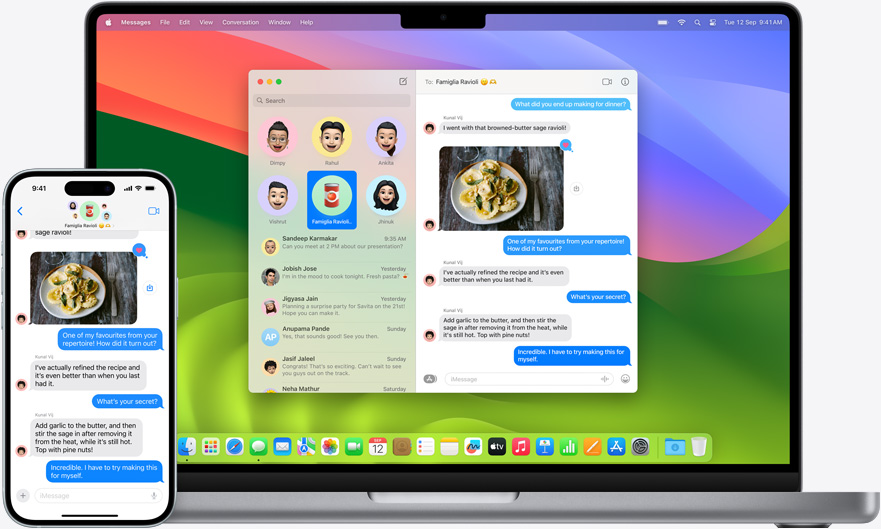 Messages File Edit View Conversation Window Help
Tue 12 Sep 9:41 AM
Search
Dimpy
Rahul
Ankita
Vishrut
Famiglia Ravioli...
Jhinuk
Sandeep Karmakar 9:35 AM
Can you meet at 2 PM about our presentation?
Jobish Jose Yesterday
I'm in the mood to cook tonight. Fresh pasta?
Jigyasa Jain Yesterday
Planning a surprise party for Savita on the 21st!
Hope you can make it.
AP
Anupama Pande Sunday
Yes, that sounds good! See you then.
Jasif Jaleel Sunday
Congrats! That's so exciting. Can't wait to see
you guys out on the track.
Neha Mathur Saturday
To: Famiglia Ravioli
What did you end up making for dinner?
Kunal Vij
I went with that browned-butter sage ravioli!
One of my favourites from your repertoire!
How did it turn out?
Kunal Vij
I've actually refined the recipe and it's even
better than when you last had it.
What's your secret?
Kunal Vij
Add garlic to the butter, and then stir the
sage in after removing it from the heat, while
it's still hot. Top with pine nuts!
Incredible. I have to try making this for
myself.
iMessage
SEP
12
tv
9:41
Famiglia Ravioli
sage ravioli!
One of my favourites from your
repertoire! How did it turn out?
Kunal Vij
I've actually refined the recipe and
it's even better than when you last
had it.
What's your secret?
Kunal Vij
Add garlic to the butter, and then
stir the sage in after removing it
from the heat, while it's still hot.
Top with pine nuts!
Incredible. I have to try making this
for myself.
iMessage